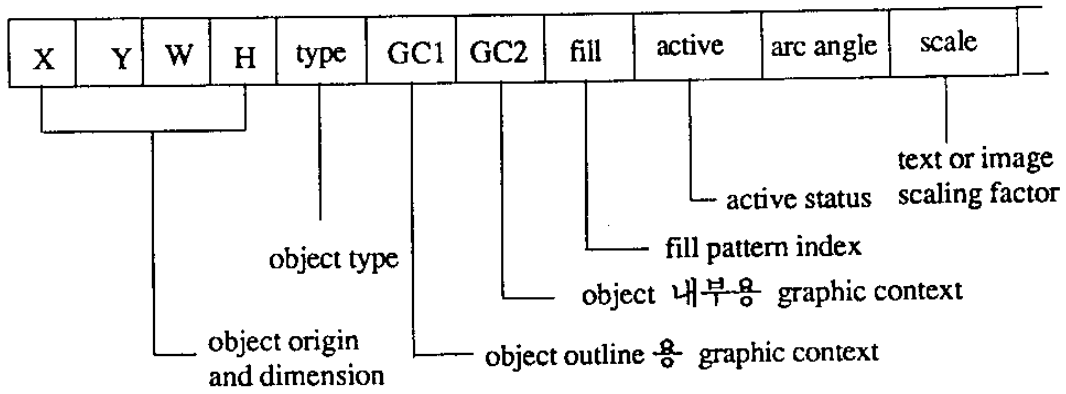 X Y W H type GC1 GC2 fill active arc angle scale
text or image
scaling factor
active status
fill pattern index
object type
object 내부용 graphic context
object origin
and dimension
object outline 용 graphic context